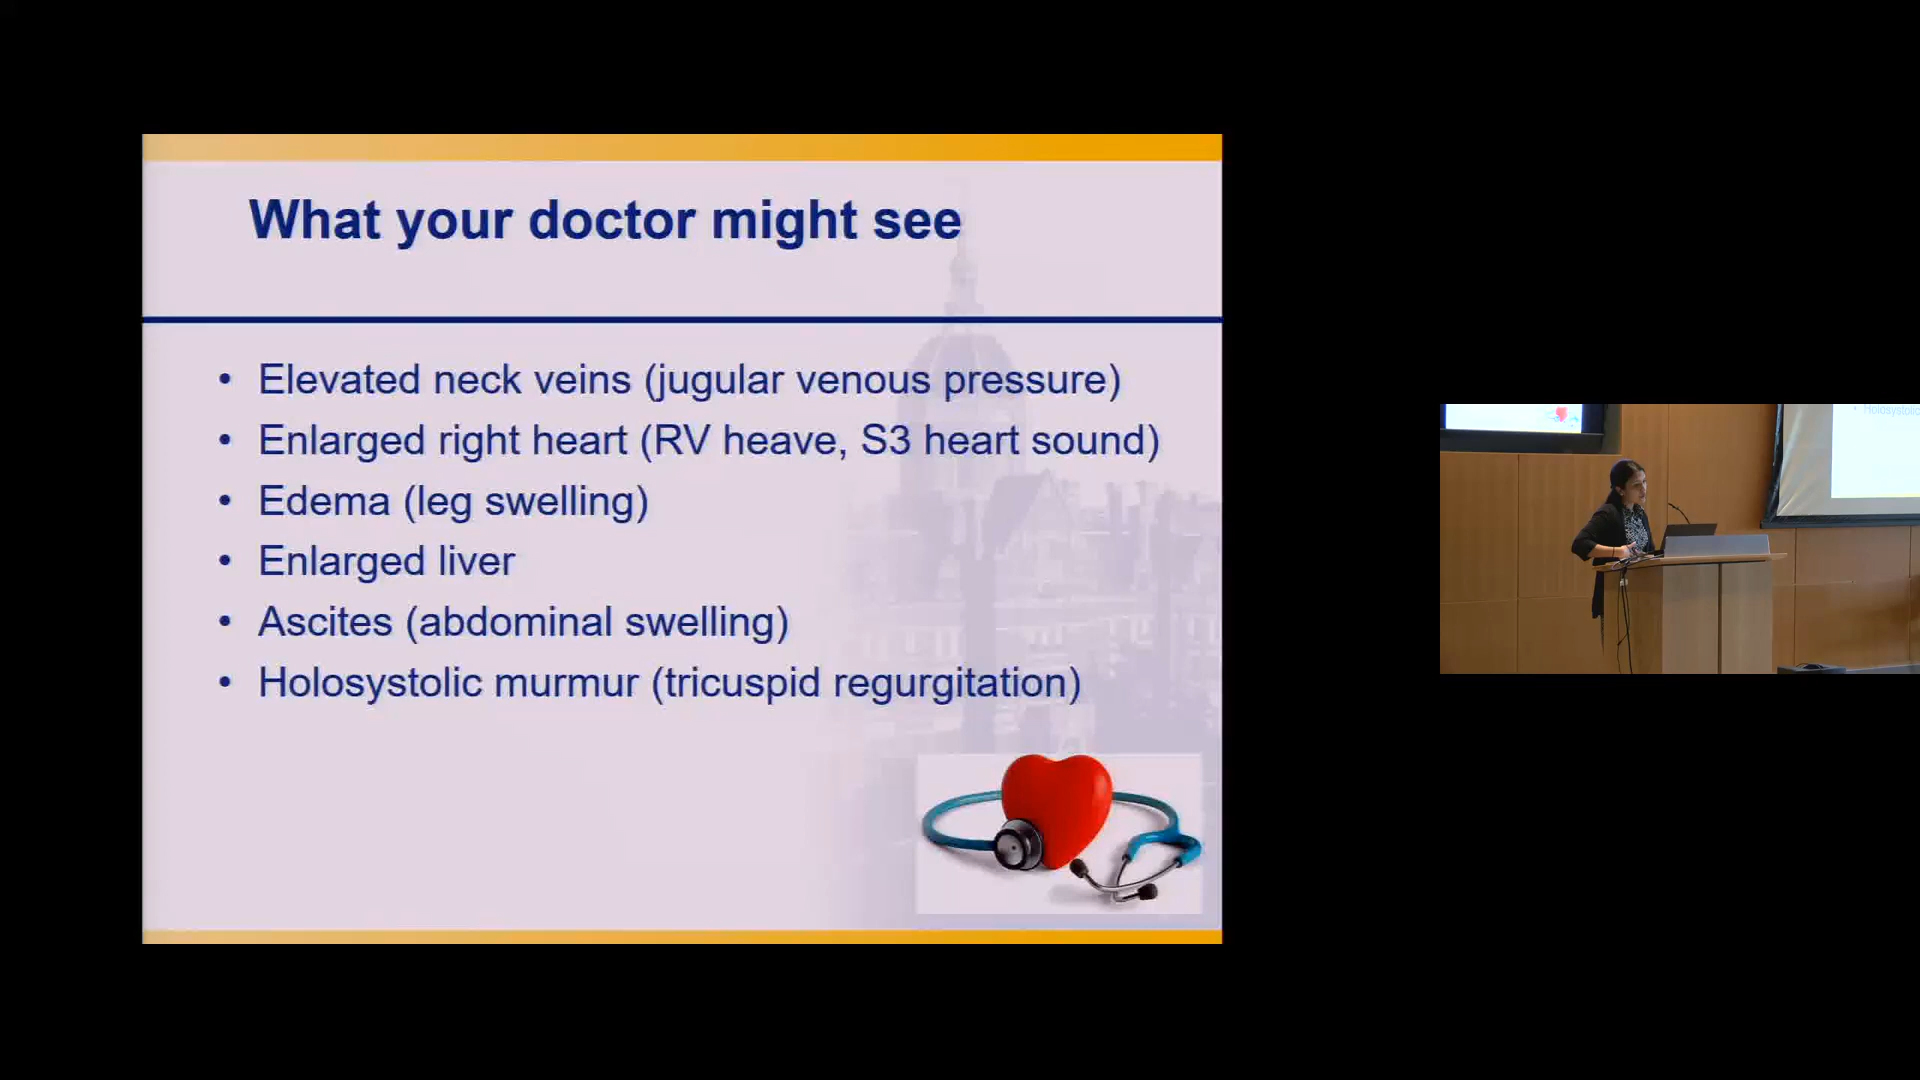 What your doctor might see
• Elevated neck veins (jugular venous pressure)
• Enlarged right heart (RV heave, S3 heart sound)
• Edema (leg swelling)
• Enlarged liver
• Ascites (abdominal swelling)
• Holosystolic murmur (tricuspid regurgitation)
• Holosystolic